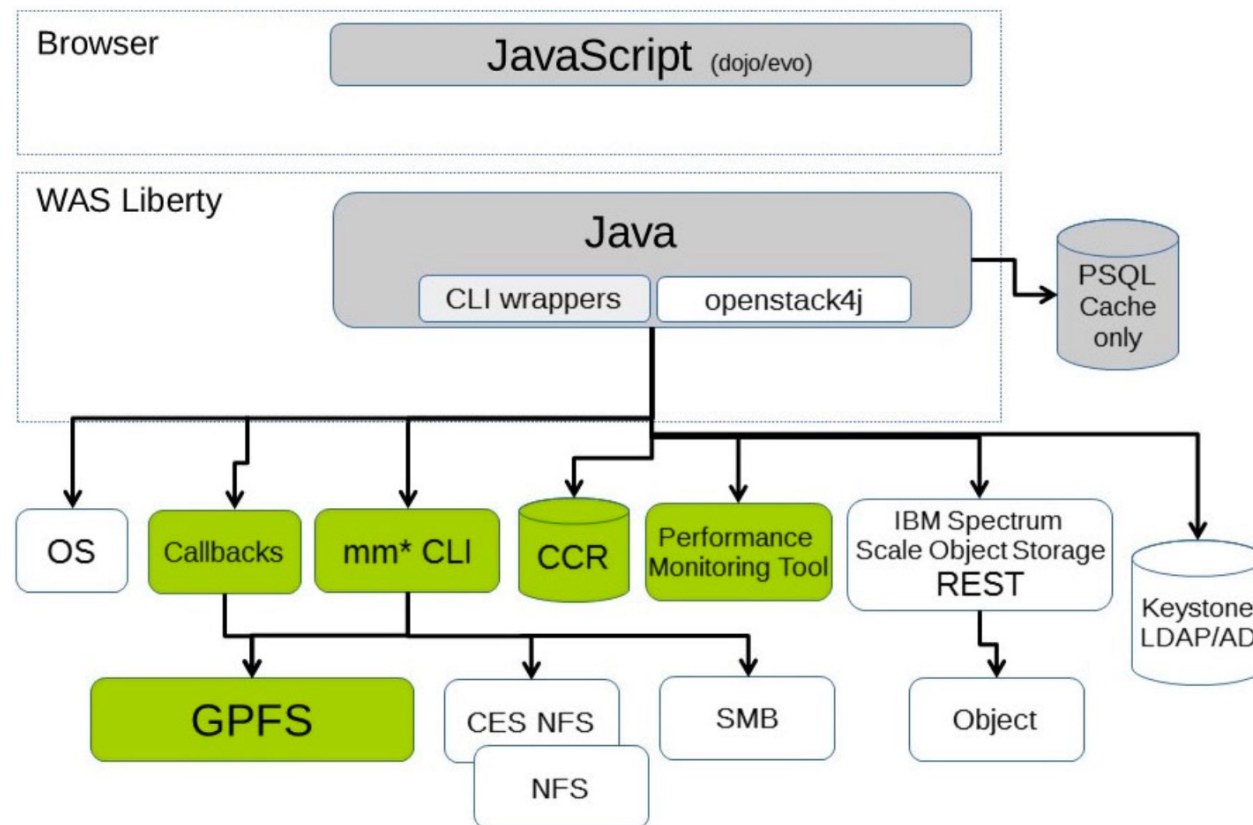 Browser
JavaScript (dojo/evo)
WAS Liberty
Java
CLI wrappers
openstack4j
PSQL
Cache
only
OS
Callbacks
mm* CLI
CCR
Performance
Monitoring Tool
IBM Spectrum
Scale Object Storage
REST
Keystone
LDAP/AD
GPFS
CES NFS
NFS
SMB
Object